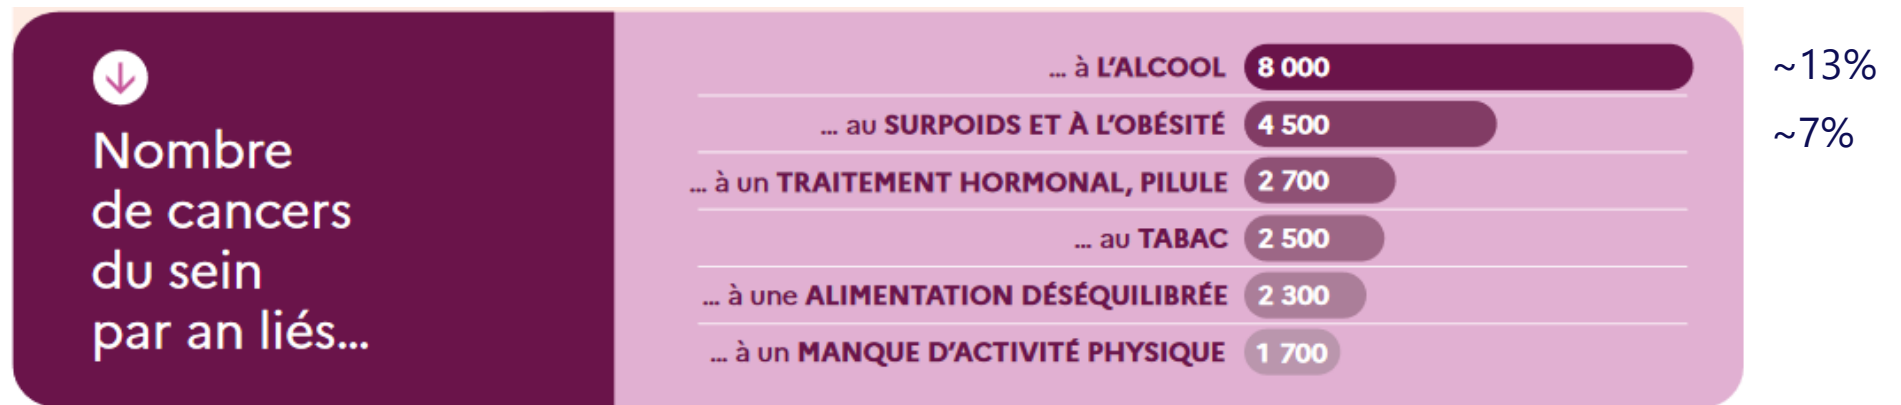 Nombre
de cancers
du sein
par an liés...
... à L'ALCOOL 8 000 ~13%
... au SURPOIDS ET À L'OBÉSITÉ 4 500 ~7%
... à un TRAITEMENT HORMONAL, PILULE 2 700
... au TABAC 2 500
... à une ALIMENTATION DÉSÉQUILIBRÉE 2 300
... à un MANQUE D'ACTIVITÉ PHYSIQUE 1 700